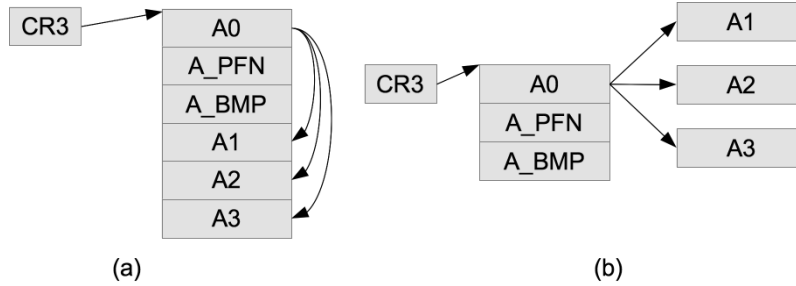 CR3
A0
A_PFN
A_BMP
A1
A2
A3
(a)
CR3
A0
A_PFN
A_BMP
A1
A2
A3
(b)